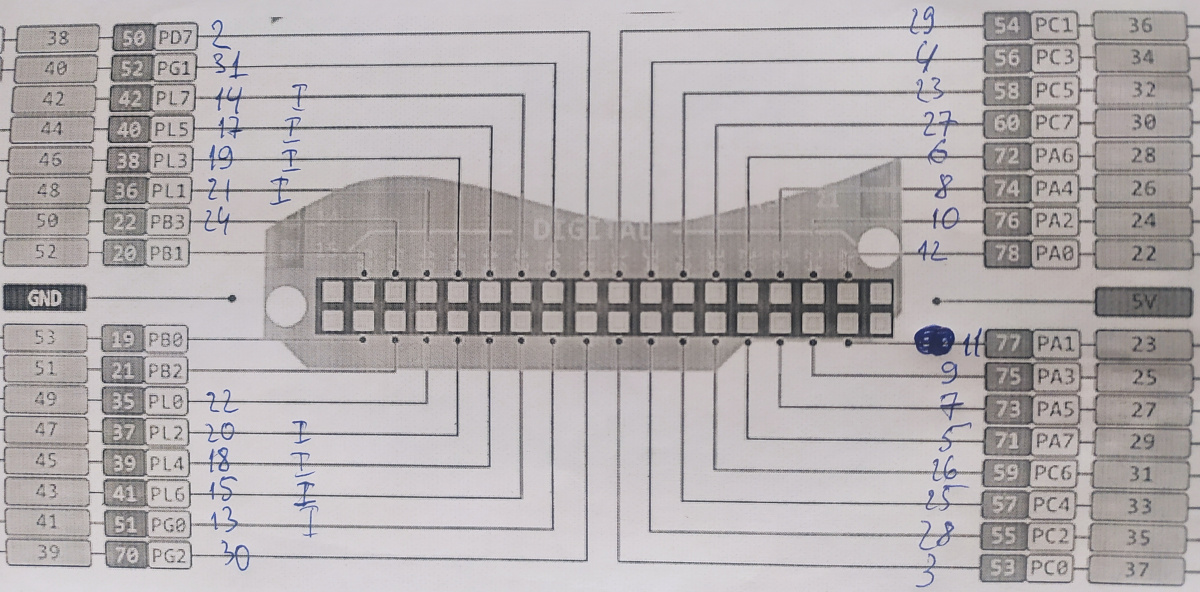 38 50 PD7 2 29 54 PC1 36
40 52 PG1 31 4 56 PC3 34
42 42 PL7 14 I 23 58 PC5 32
44 40 PL5 17 I 27 60 PC7 30
46 38 PL3 19 I 6 72 PA6 28
48 36 PL1 21 I 8 74 PA4 26
50 22 PB3 24 10 76 PA2 24
52 20 PB1 12 78 PA0 22
DIGITAL
GND 5V
53 19 PB0 11 77 PA1 23
51 21 PB2 9 75 PA3 25
49 35 PL0 22 7 73 PA5 27
47 37 PL2 20 I 5 71 PA7 29
45 39 PL4 18 I 26 59 PC6 31
43 41 PL6 15 I 25 57 PC4 33
41 51 PG0 13 I 28 55 PC2 35
39 70 PG2 30 3 53 PC0 37